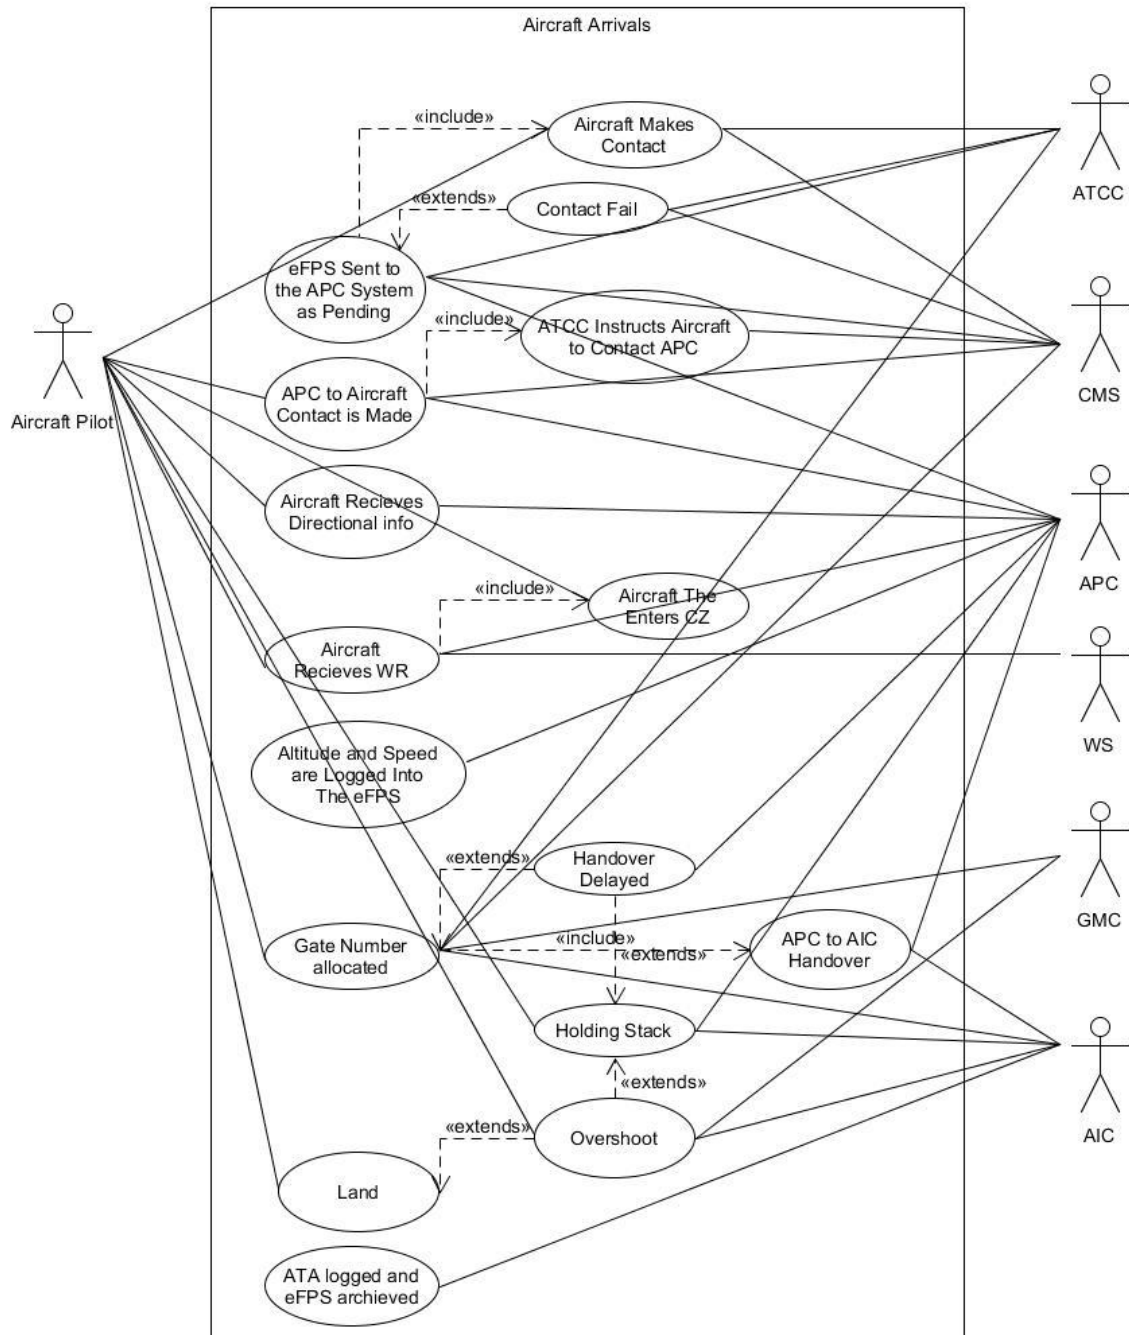 Aircraft Arrivals
«include»
Aircraft Makes
Contact
ATCC
«extends»
Contact Fail
eFPS Sent to
the APC System
as Pending
«include»
ATCC Instructs Aircraft
to Contact APC
Aircraft Pilot
APC to Aircraft
Contact is Made
CMS
Aircraft Recieves
Directional info
APC
«include»
Aircraft The
Enters CZ
Aircraft
Recieves WR
WS
Altitude and Speed
are Logged Into
The eFPS
«extends»
Handover
Delayed
GMC
Gate Number
allocated
«include»
«extends»
APC to AIC
Handover
Holding Stack
«extends»
«extends»
Overshoot
AIC
Land
ATA logged and
eFPS archieved